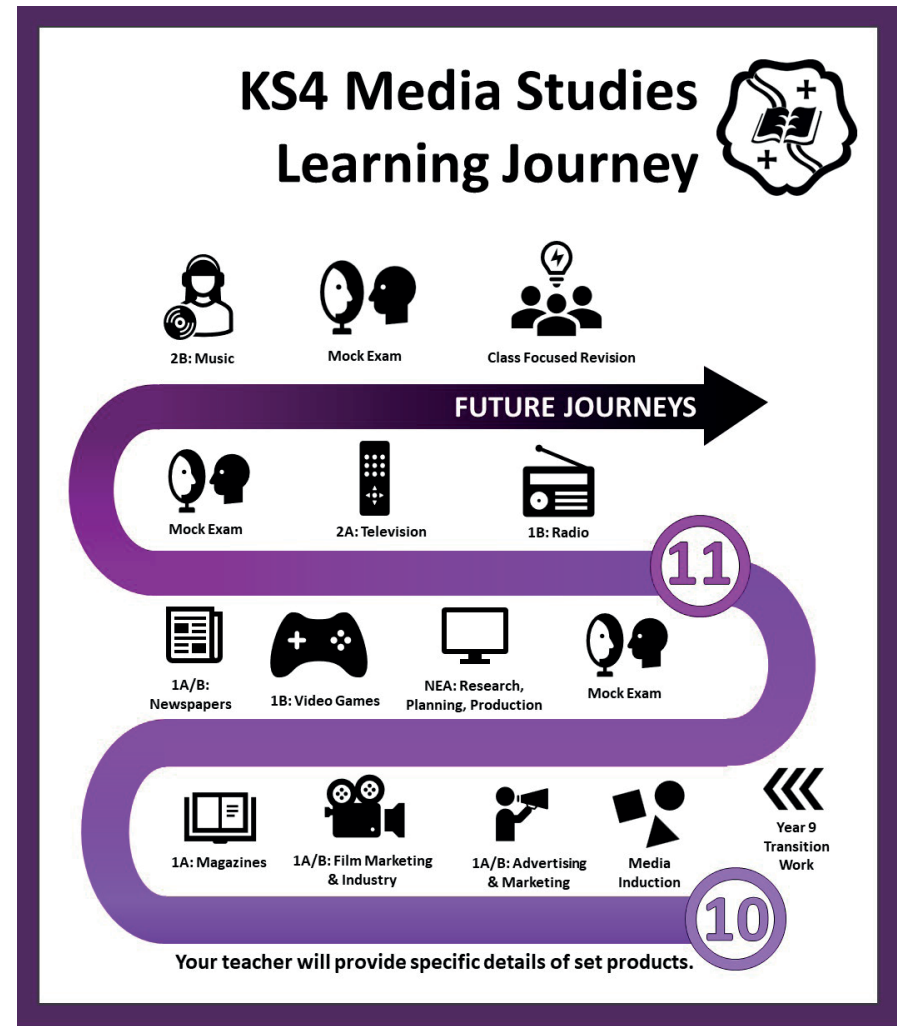 KS4 Media Studies
Learning Journey
2B: Music
Mock Exam
Class Focused Revision
FUTURE JOURNEYS
Mock Exam
2A: Television
1B: Radio
11
1A/B:
Newspapers
1B: Video Games
NEA: Research,
Planning, Production
Mock Exam
1A: Magazines
1A/B: Film Marketing
& Industry
1A/B: Advertising
& Marketing
Media
Induction
Year 9
Transition
Work
10
Your teacher will provide specific details of set products.